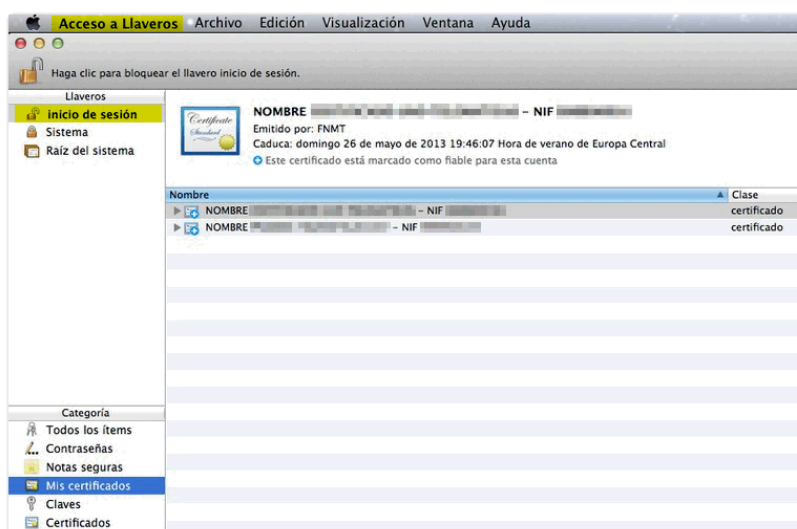 Acceso a Llaveros Archivo Edición Visualización Ventana Ayuda
Haga clic para bloquear el llavero inicio de sesión.
Llaveros
inicio de sesión
Sistema
Raíz del sistema
Certificate
Standard
NOMBRE - NIF
Emitido por: FNMT
Caduca: domingo 26 de mayo de 2013 19:46:07 Hora de verano de Europa Central
Este certificado está marcado como fiable para esta cuenta
Nombre Clase
NOMBRE - NIF certificado
NOMBRE - NIF certificado
Categoría
Todos los ítems
Contraseñas
Notas seguras
Mis certificados
Claves
Certificados